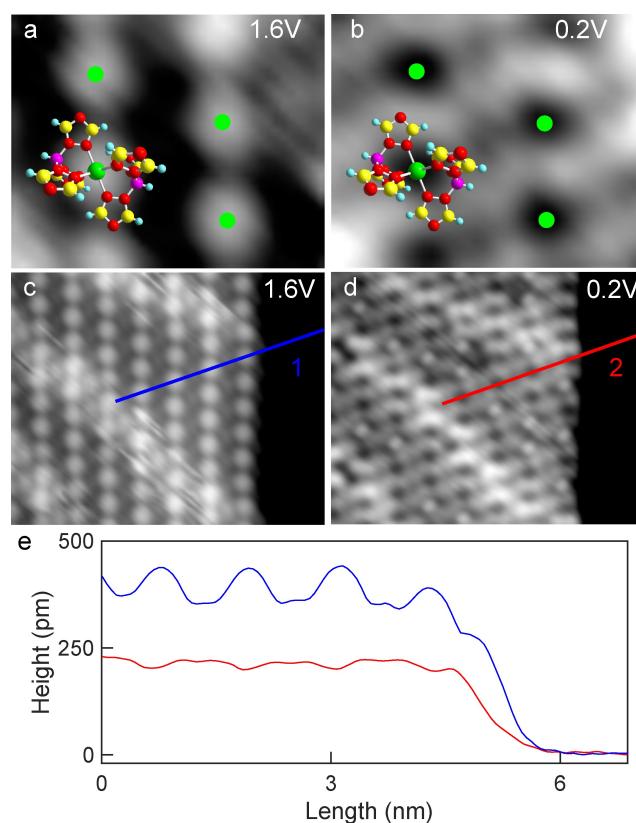 a 1.6V
b 0.2V
c 1.6V
1
d 0.2V
2
e
500
250
0
Height (pm)
0 3 6
Length (nm)